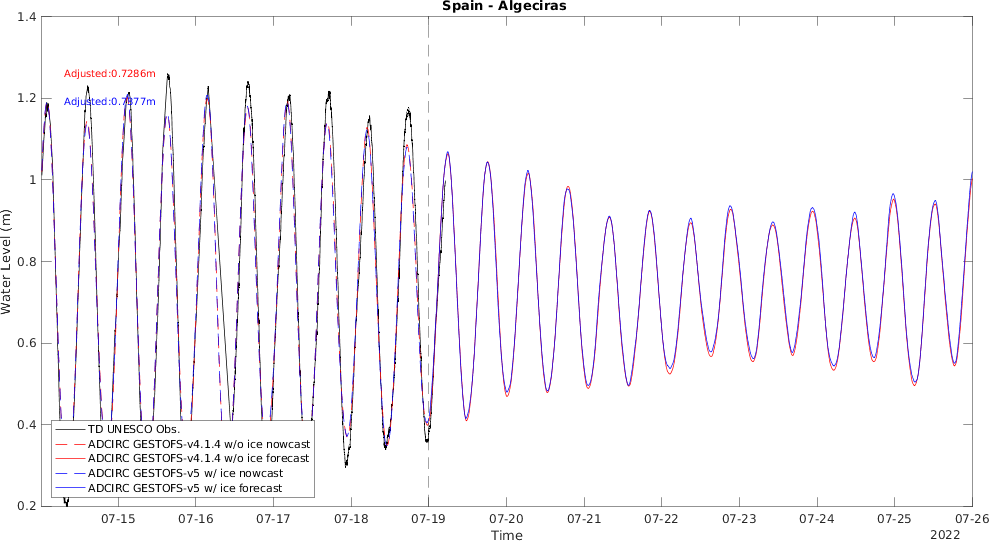 Spain - Algeciras
Adjusted:0.7286m
Adjusted:0.7377m
Water Level (m)
1.4
1.2
1
0.8
0.6
0.4
0.2
TD UNESCO Obs.
ADCIRC GESTOFS-v4.1.4 w/o ice nowcast
ADCIRC GESTOFS-v4.1.4 w/o ice forecast
ADCIRC GESTOFS-v5 w/ ice nowcast
ADCIRC GESTOFS-v5 w/ ice forecast
07-15 07-16 07-17 07-18 07-19 07-20 07-21 07-22 07-23 07-24 07-25 07-26
Time
2022